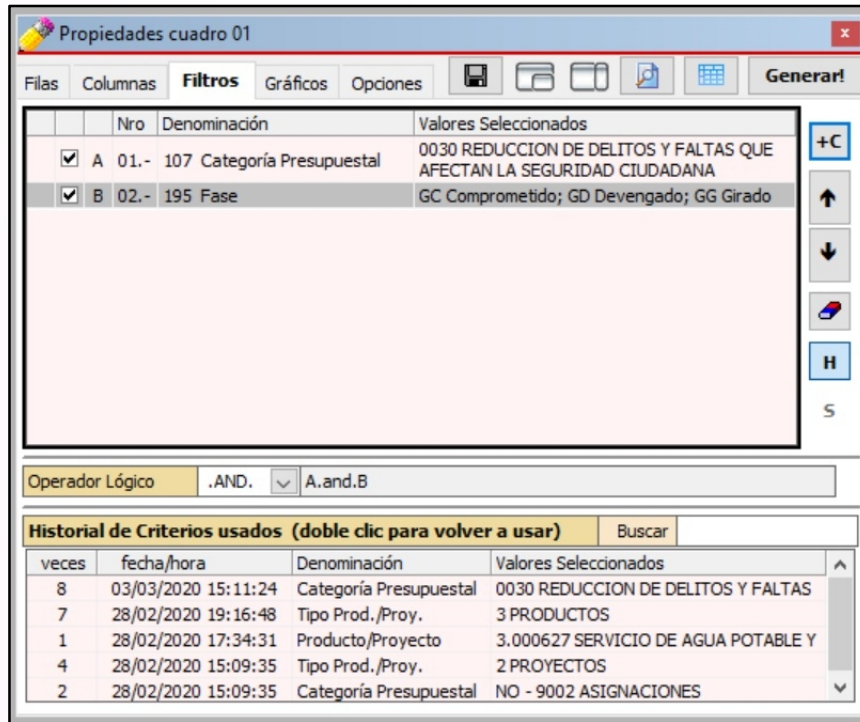 Propiedades cuadro 01
x
Filas Columnas Filtros Gráficos Opciones Generar!
Nro Denominación Valores Seleccionados
A 01.- 107 Categoría Presupuestal 0030 REDUCCION DE DELITOS Y FALTAS QUE
AFECTAN LA SEGURIDAD CIUDADANA
B 02.- 195 Fase GC Comprometido; GD Devengado; GG Girado
+C
H
S
Operador Lógico .AND. A.and.B
Historial de Criterios usados (doble clic para volver a usar) Buscar
veces fecha/hora Denominación Valores Seleccionados
8 03/03/2020 15:11:24 Categoría Presupuestal 0030 REDUCCION DE DELITOS Y FALTAS
7 28/02/2020 19:16:48 Tipo Prod./Proy. 3 PRODUCTOS
1 28/02/2020 17:34:31 Producto/Proyecto 3.000627 SERVICIO DE AGUA POTABLE Y
4 28/02/2020 15:09:35 Tipo Prod./Proy. 2 PROYECTOS
2 28/02/2020 15:09:35 Categoría Presupuestal NO - 9002 ASIGNACIONES